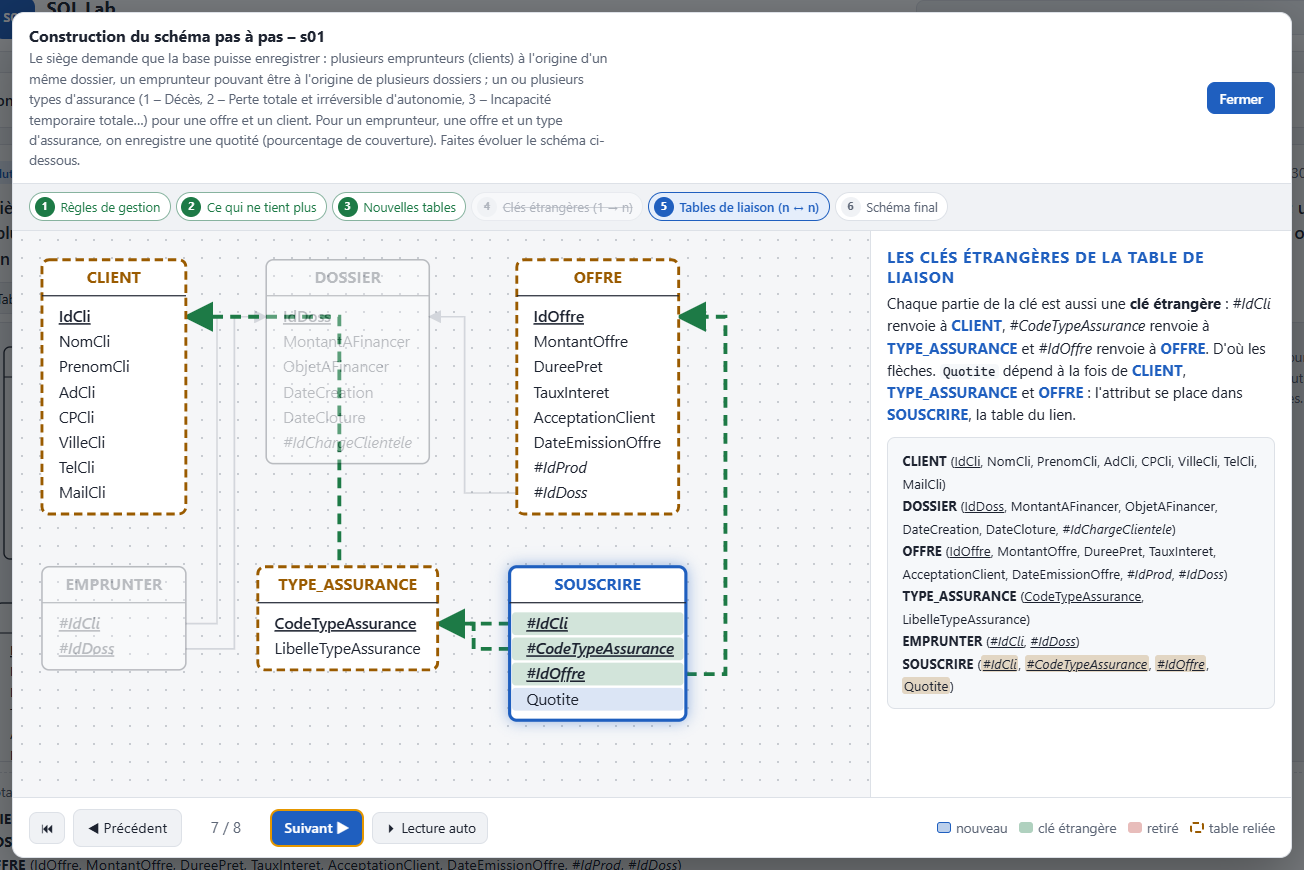 SQL Lab
Construction du schéma pas à pas – s01
Le siège demande que la base puisse enregistrer : plusieurs emprunteurs (clients) à l'origine d'un
même dossier, un emprunteur pouvant être à l'origine de plusieurs dossiers ; un ou plusieurs
types d'assurance (1 – Décès, 2 – Perte totale et irréversible d'autonomie, 3 – Incapacité
temporaire totale...) pour une offre et un client. Pour un emprunteur, une offre et un type
d'assurance, on enregistre une quotité (pourcentage de couverture). Faites évoluer le schéma ci-
dessous.
Fermer
1 Règles de gestion
2 Ce qui ne tient plus
3 Nouvelles tables
4 Clés étrangères (1 ↔ n)
5 Tables de liaison (n ↔ n)
6 Schéma final
CLIENT
IdCli
NomCli
PrenomCli
AdCli
CPCli
VilleCli
TelCli
MailCli
DOSSIER
IdDoss
MontantAFinancer
ObjetAFinancer
DateCreation
DateCloture
#IdChargeClientele
OFFRE
IdOffre
MontantOffre
DureePret
TauxInteret
AcceptationClient
DateEmissionOffre
#IdProd
#IdDoss
EMPRUNTER
#IdCli
#IdDoss
TYPE_ASSURANCE
CodeTypeAssurance
LibelleTypeAssurance
SOUSCRIRE
#IdCli
#CodeTypeAssurance
#IdOffre
Quotite
LES CLÉS ÉTRANGÈRES DE LA TABLE DE
LIAISON
Chaque partie de la clé est aussi une clé étrangère : #IdCli
renvoie à CLIENT, #CodeTypeAssurance renvoie à
TYPE_ASSURANCE et #IdOffre renvoie à OFFRE. D'où les
flèches. Quotite dépend à la fois de CLIENT,
TYPE_ASSURANCE et OFFRE : l'attribut se place dans
SOUSCRIRE, la table du lien.
CLIENT (IdCli, NomCli, PrenomCli, AdCli, CPCli, VilleCli, TelCli,
MailCli)
DOSSIER (IdDoss, MontantAFinancer, ObjetAFinancer,
DateCreation, DateCloture, #IdChargeClientele)
OFFRE (IdOffre, MontantOffre, DureePret, TauxInteret,
AcceptationClient, DateEmissionOffre, #IdProd, #IdDoss)
TYPE_ASSURANCE (CodeTypeAssurance,
LibelleTypeAssurance)
EMPRUNTER (#IdCli, #IdDoss)
SOUSCRIRE (#IdCli, #CodeTypeAssurance, #IdOffre,
Quotite)
⏮
◀ Précédent
7 / 8
Suivant ▶
⏵ Lecture auto
nouveau
clé étrangère
retiré
table reliée
(IdOffre, MontantOffre, DureePret, TauxInteret, AcceptationClient, DateEmissionOffre, #IdProd, #IdDoss)